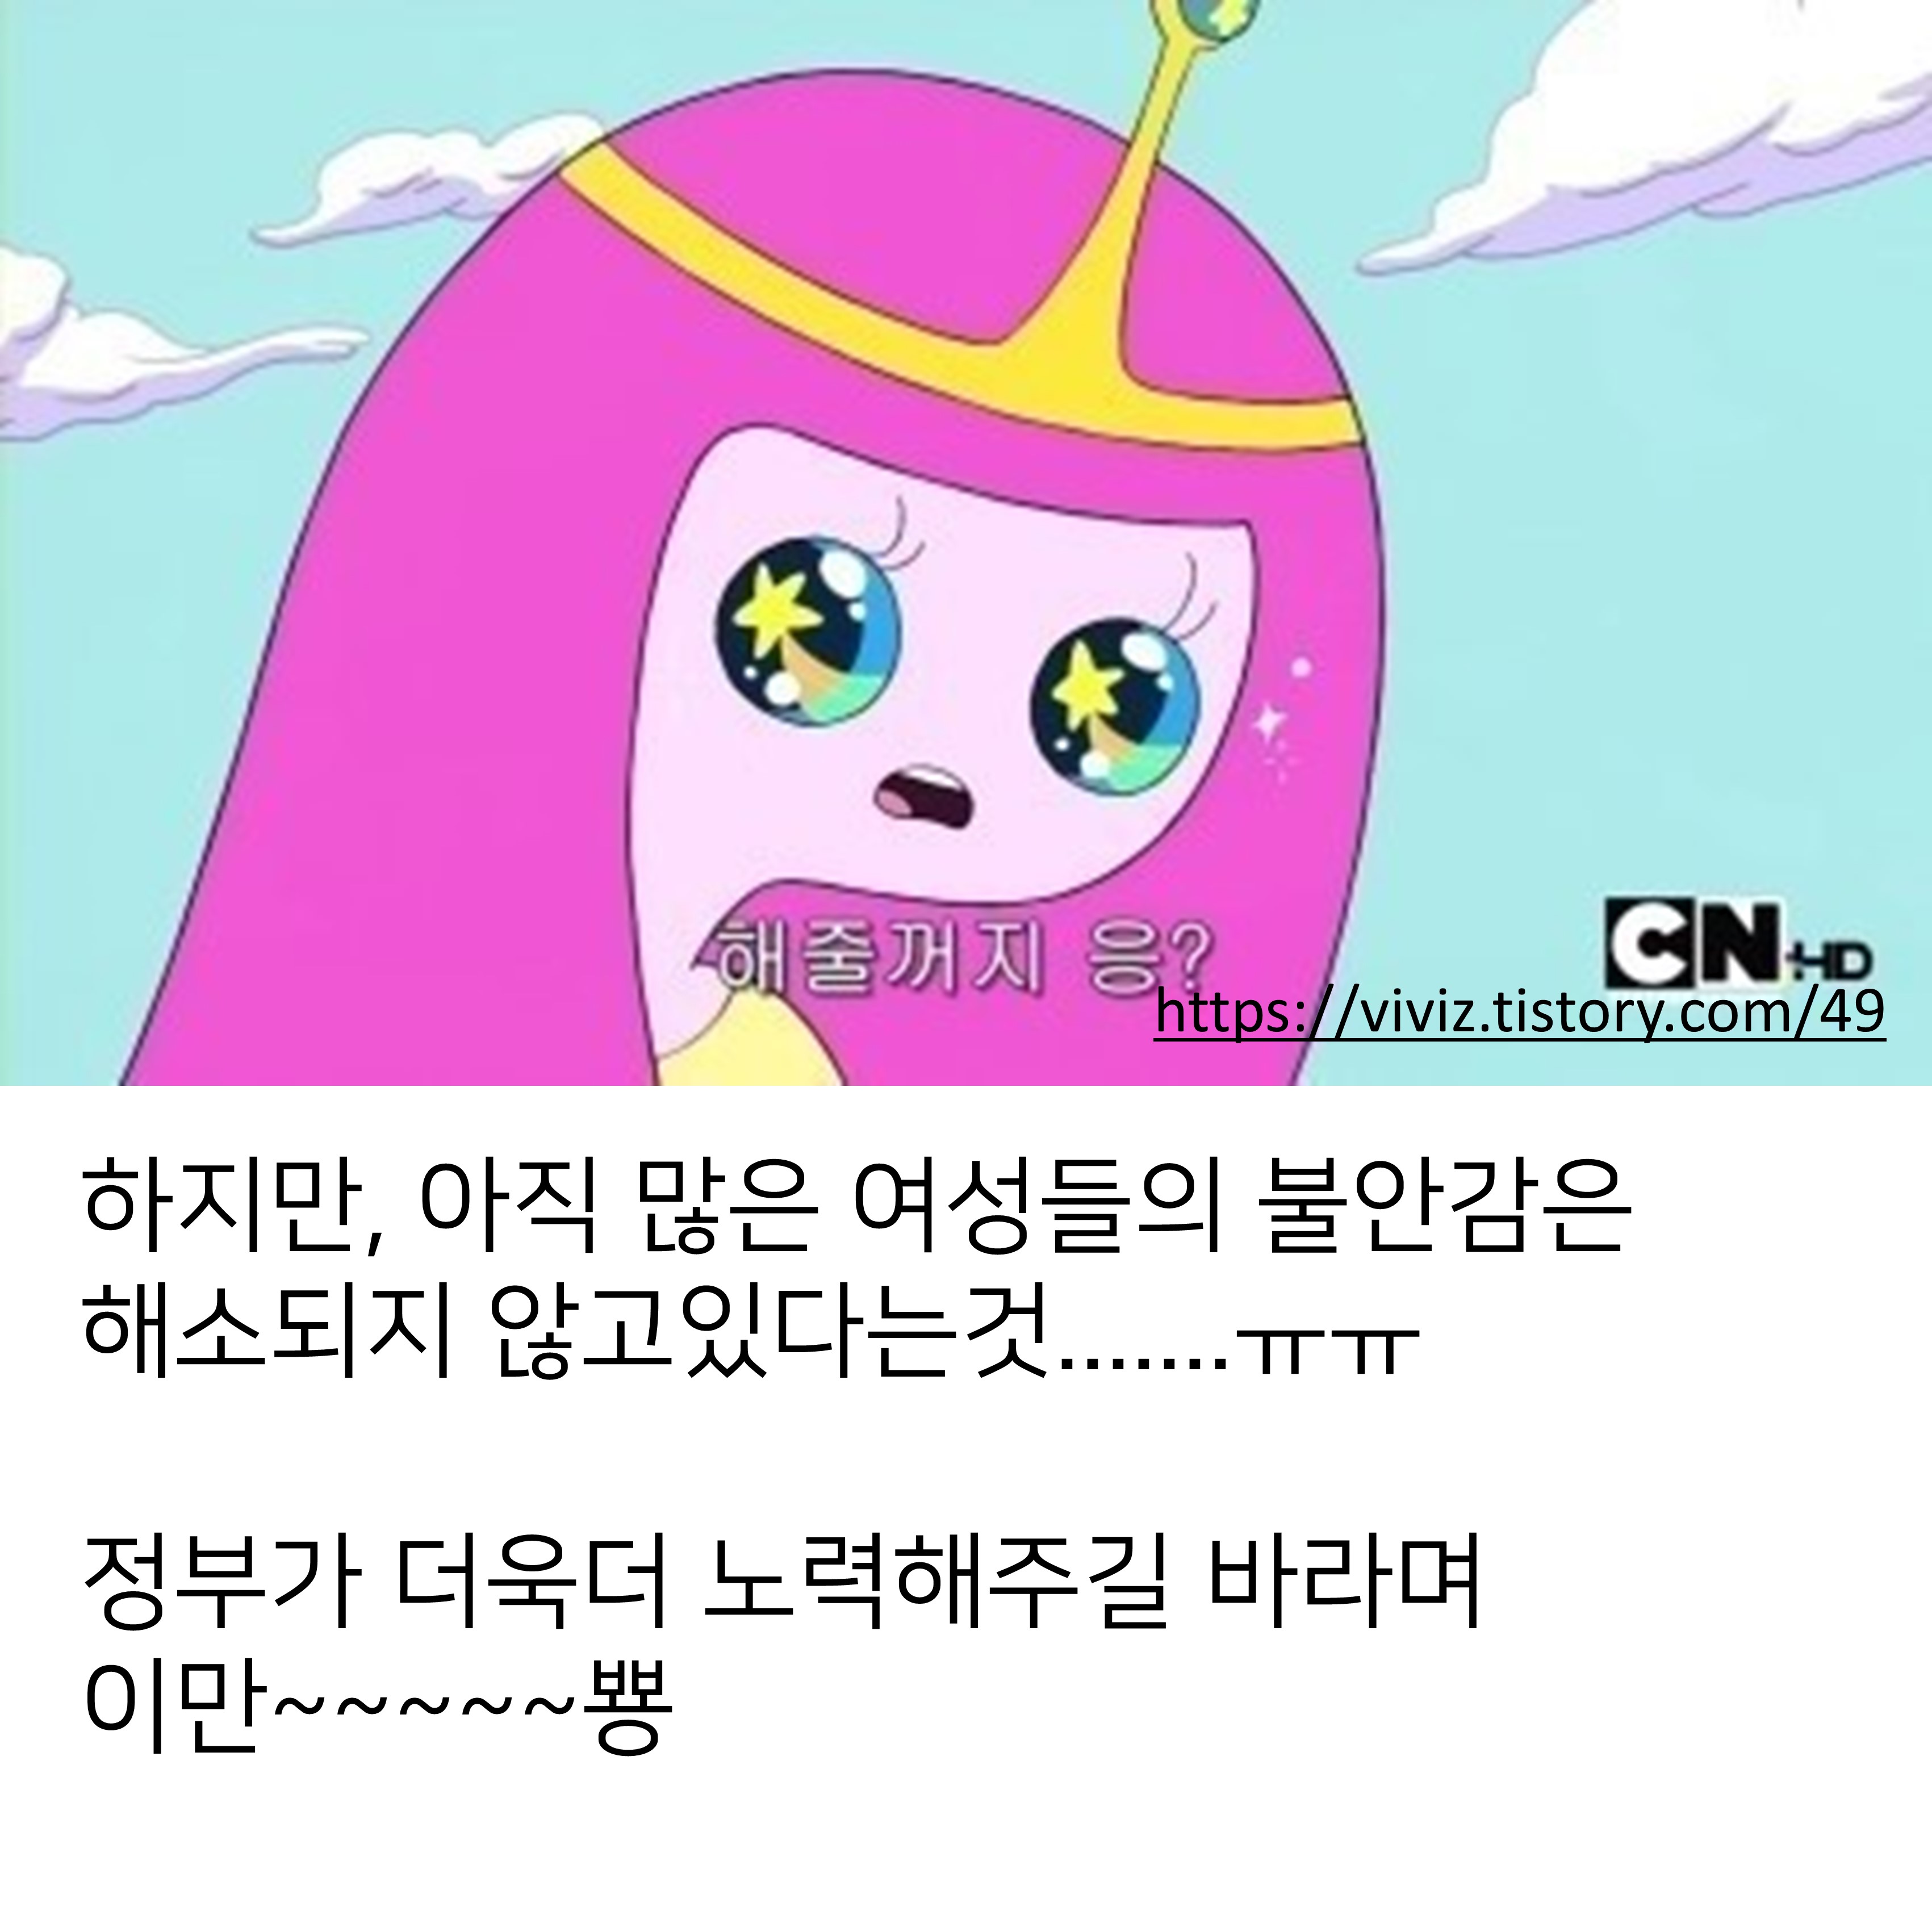 해줄꺼지 응?
CN HD
https://viviz.tistory.com/49
하지만, 아직 많은 여성들의 불안감은
해소되지 않고있다는것.......ㅠㅠ
정부가 더욱더 노력해주길 바라며
이만~~~~~뿅